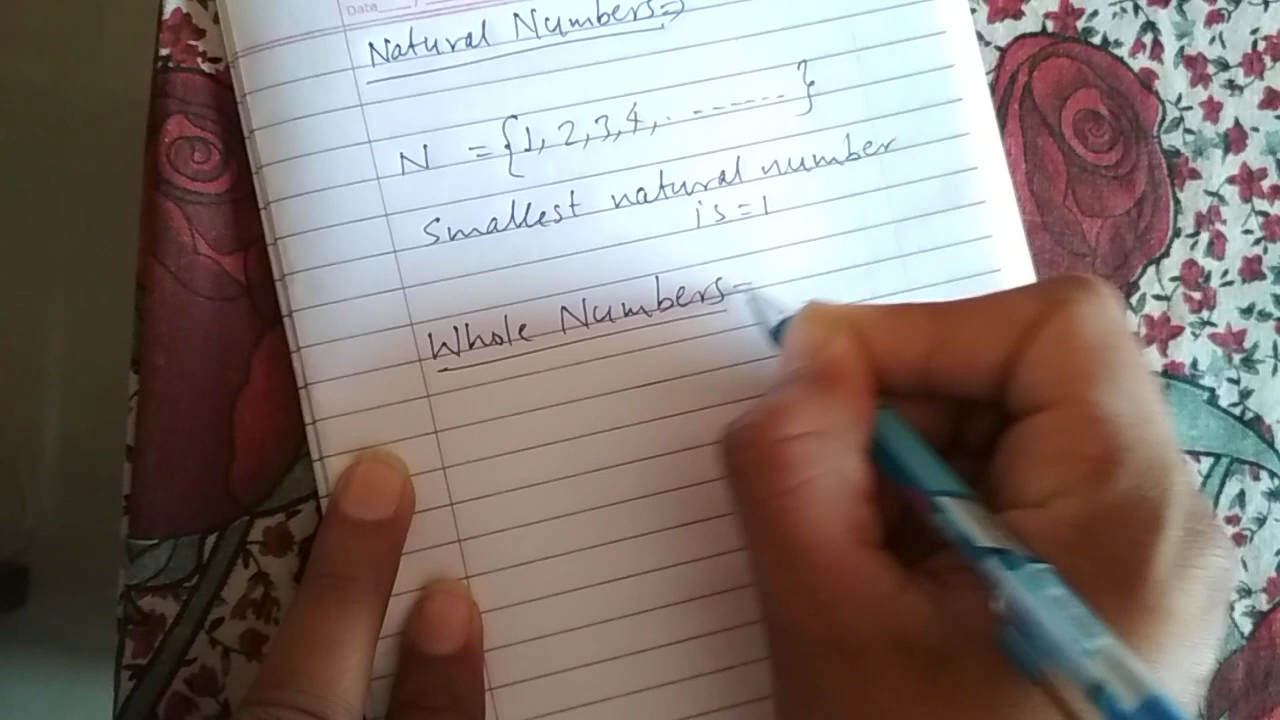 Date / 
Natural Numbers ⇒
N = {1, 2, 3, 4, . ------- }
Smallest natural number
is = 1
Whole Numbers =